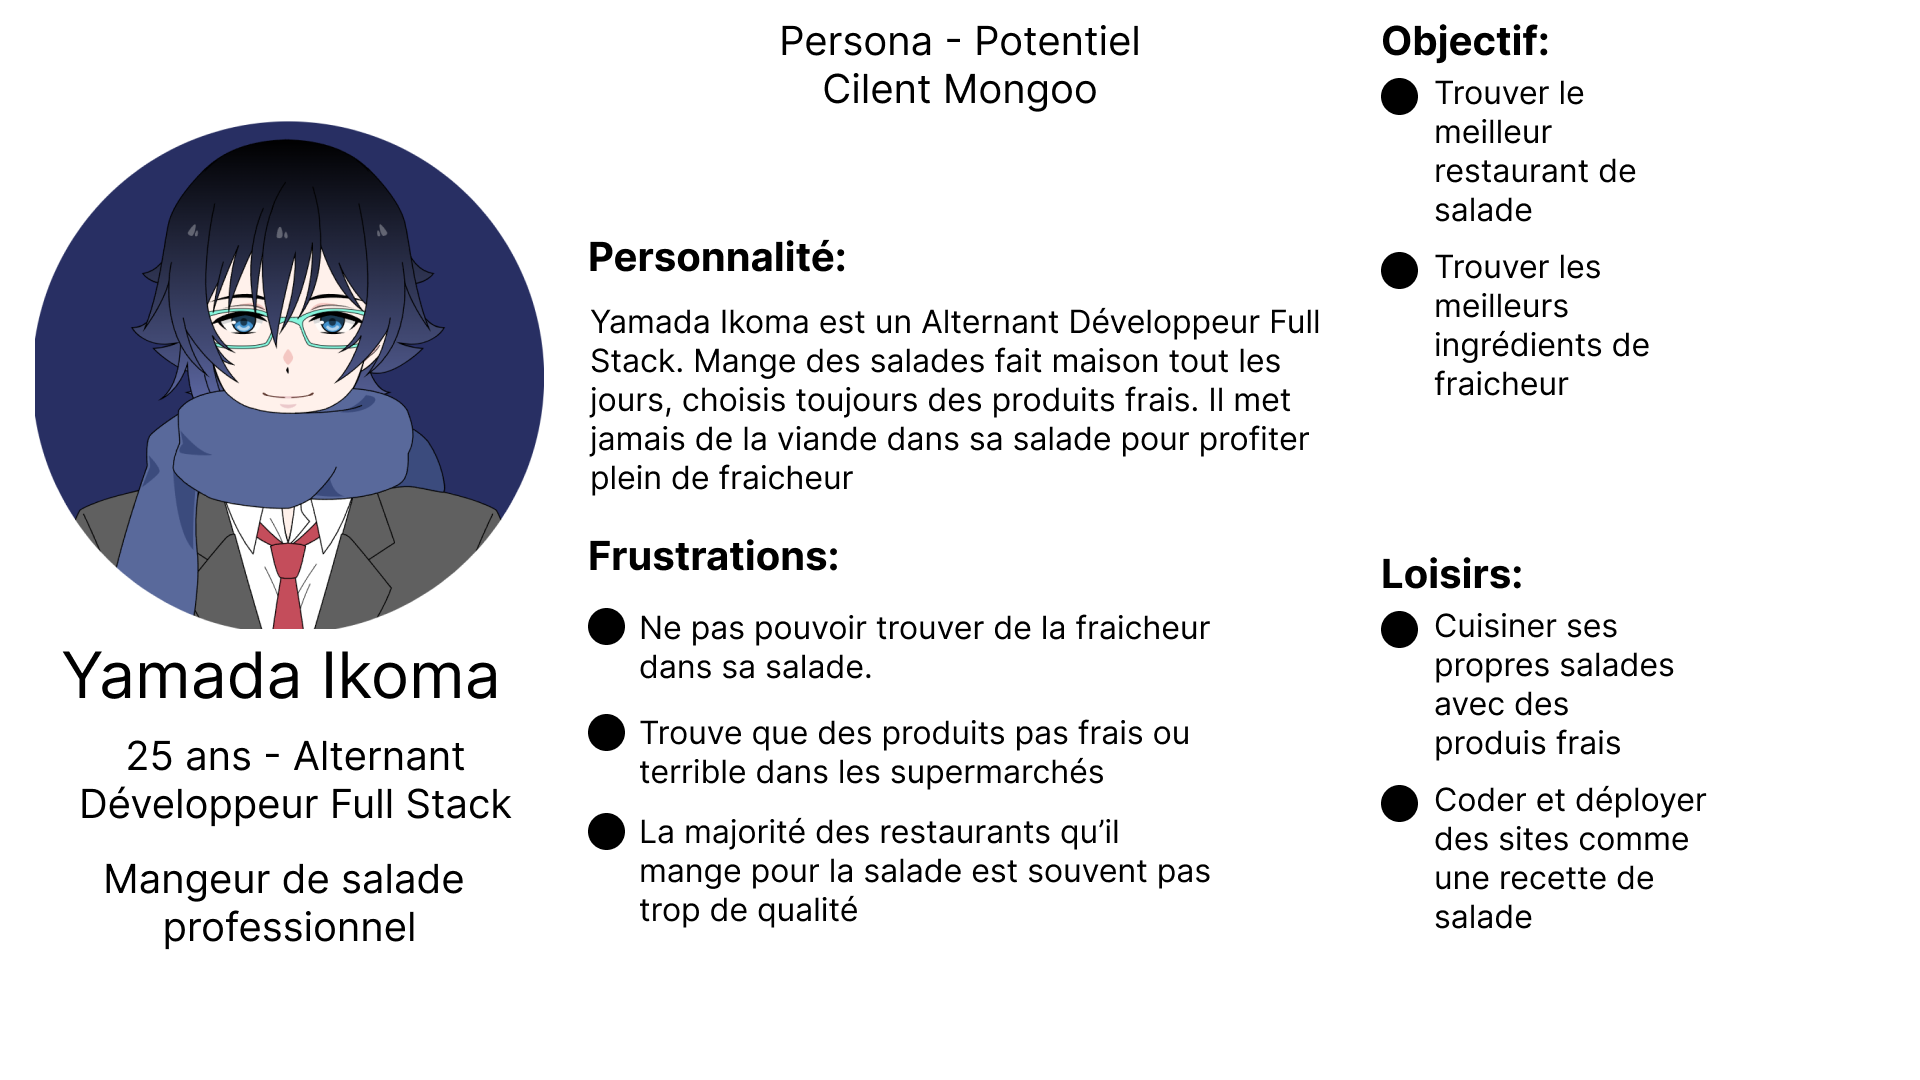 Persona - Potentiel
Cilent Mongoo
Yamada Ikoma
25 ans - Alternant
Développeur Full Stack
Mangeur de salade
professionnel
Personnalité:
Yamada Ikoma est un Alternant Développeur Full
Stack. Mange des salades fait maison tout les
jours, choisis toujours des produits frais. Il met
jamais de la viande dans sa salade pour profiter
plein de fraicheur
Frustrations:
Ne pas pouvoir trouver de la fraicheur
dans sa salade.
Trouve que des produits pas frais ou
terrible dans les supermarchés
La majorité des restaurants qu’il
mange pour la salade est souvent pas
trop de qualité
Objectif:
Trouver le
meilleur
restaurant de
salade
Trouver les
meilleurs
ingrédients de
fraicheur
Loisirs:
Cuisiner ses
propres salades
avec des
produis frais
Coder et déployer
des sites comme
une recette de
salade